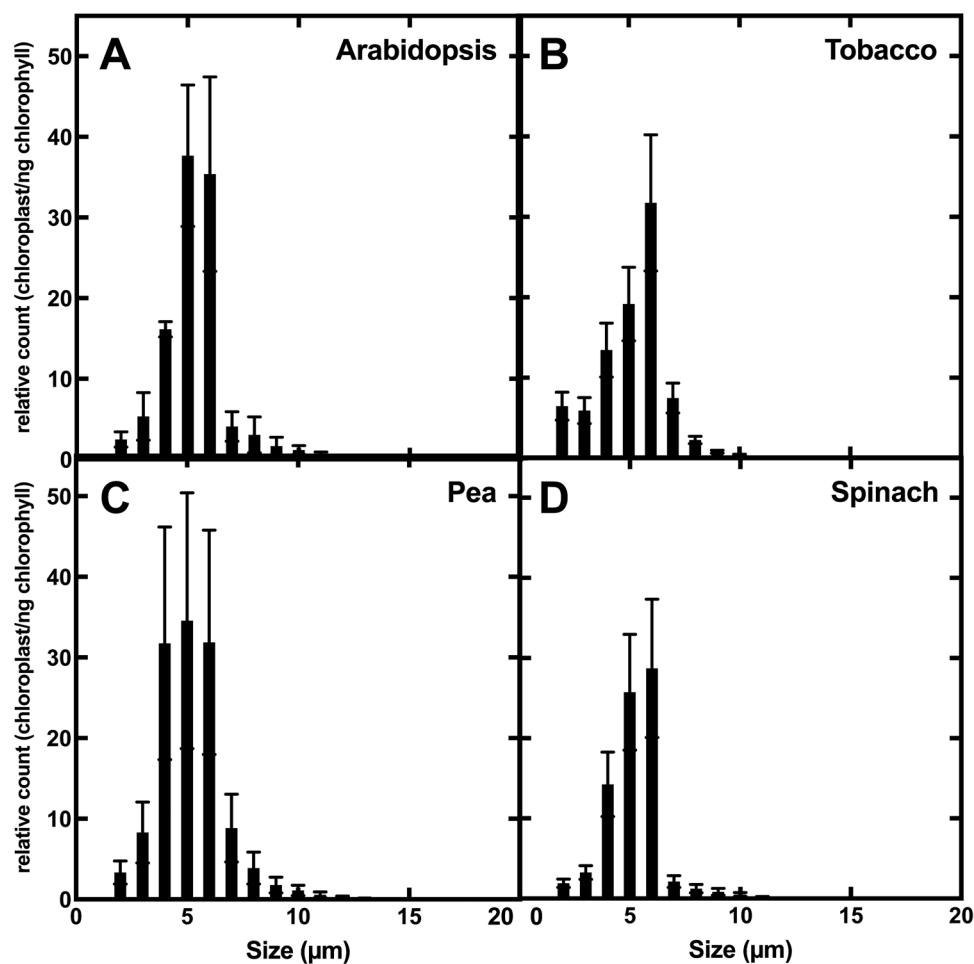 A Arabidopsis
B Tobacco
relative count (chloroplast/ng chlorophyll)
50
40
30
20
10
0
C Pea
D Spinach
relative count (chloroplast/ng chlorophyll)
50
40
30
20
10
0
0 5 10 15 20
0 5 10 15 20
Size (µm)
Size (µm)